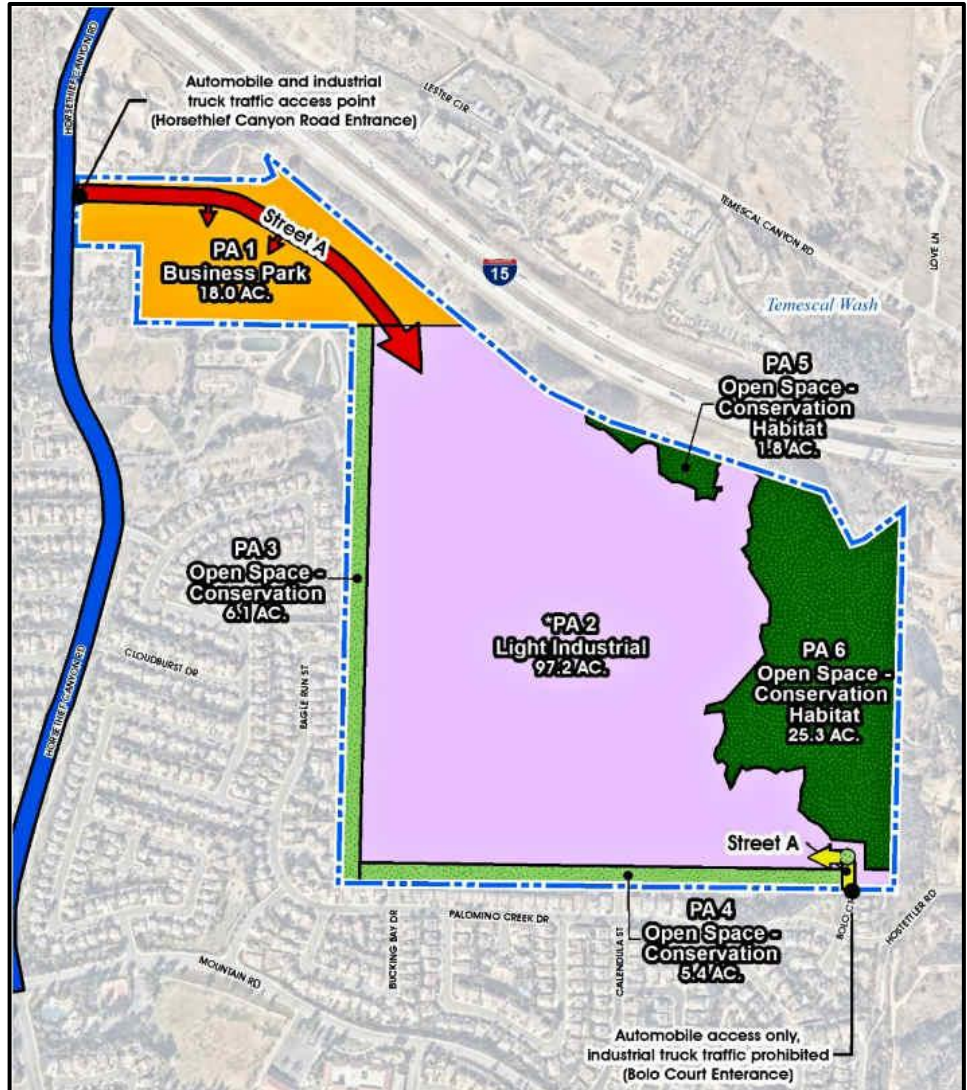 HORSETHIEF CANYON RD
Automobile and industrial
truck traffic access point
(Horsethief Canyon Road Entrance)
LESTER CIR
TEMESCAL CANYON RD
LOVE LN
Street A
PA 1
Business Park
18.0 AC.
15
Temescal Wash
PA 5
Open Space -
Conservation
Habitat
1.8 AC.
PA 3
Open Space -
Conservation
6.1 AC.
*PA 2
Light Industrial
97.2 AC.
PA 6
Open Space -
Conservation
Habitat
25.3 AC.
CLOUDBURST DR
EAGLE RUN ST
HORSETHIEF CANYON RD
Street A
BUCKING BAY DR
PALOMINO CREEK DR
CALENDULA ST
PA 4
Open Space -
Conservation
5.4 AC.
BOLO CT
HOSTETTLER RD
MOUNTAIN RD
Automobile access only,
industrial truck traffic prohibited
(Bolo Court Enterance)